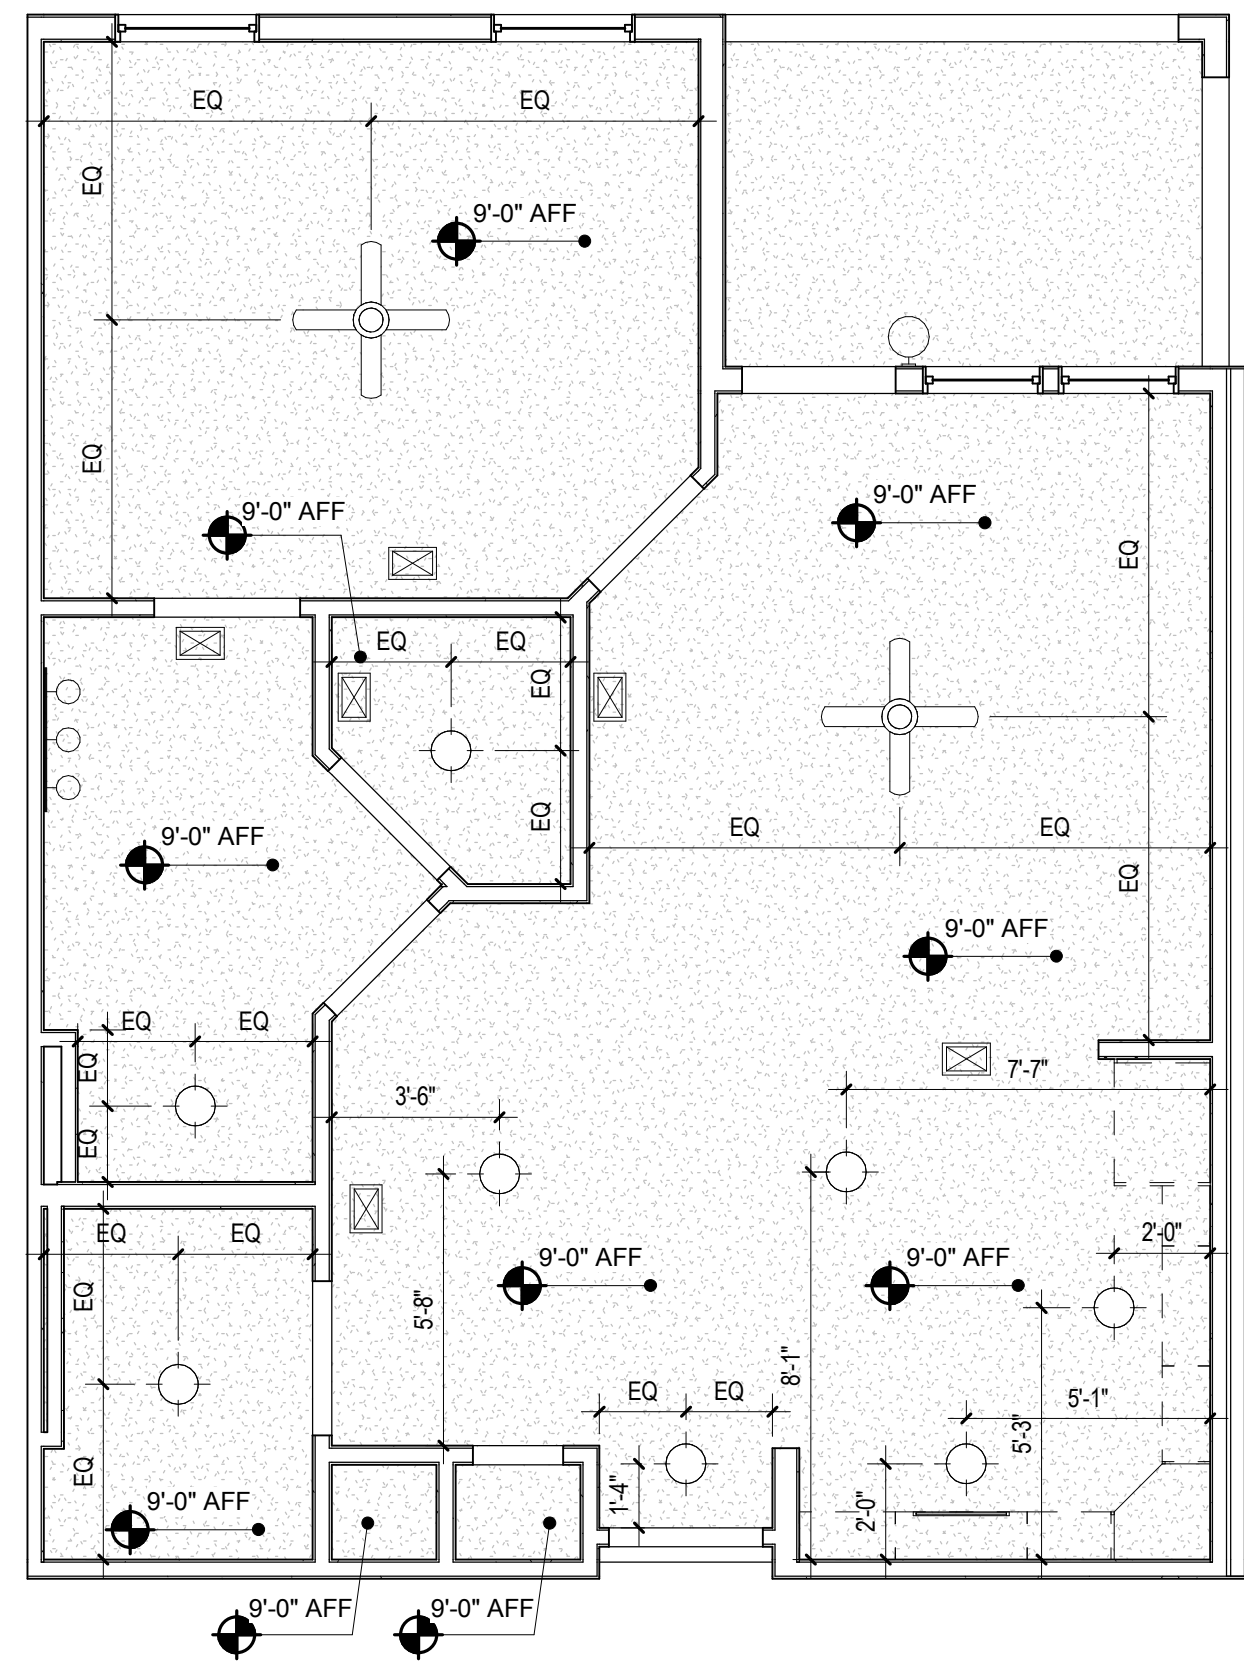 EQ EQ
EQ
9'-0" AFF
EQ
9'-0" AFF
9'-0" AFF
EQ
EQ EQ
EQ
EQ
EQ EQ
9'-0" AFF
EQ
9'-0" AFF
EQ EQ
EQ
7'-7"
3'-6"
EQ
EQ EQ
2'-0"
9'-0" AFF
9'-0" AFF
EQ
5'-8"
8'-1"
EQ EQ
5'-1"
5'-3"
EQ
1'-4"
2'-0"
9'-0" AFF
9'-0" AFF
9'-0" AFF